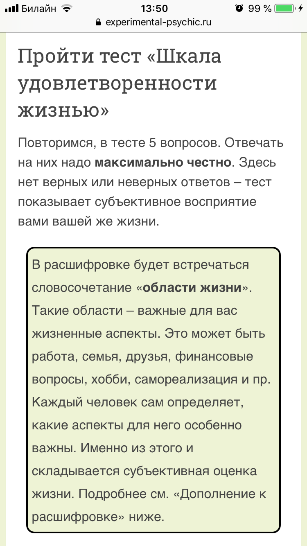 Билайн 13:50 99 %
experimental-psychic.ru
Пройти тест «Шкала
удовлетворенности
жизнью»
Повторимся, в тесте 5 вопросов. Отвечать
на них надо максимально честно. Здесь
нет верных или неверных ответов – тест
показывает субъективное восприятие
вами вашей же жизни.
В расшифровке будет встречаться
словосочетание «области жизни».
Такие области – важные для вас
жизненные аспекты. Это может быть
работа, семья, друзья, финансовые
вопросы, хобби, самореализация и пр.
Каждый человек сам определяет,
какие аспекты для него особенно
важны. Именно из этого и
складывается субъективная оценка
жизни. Подробнее см. «Дополнение к
расшифровке» ниже.